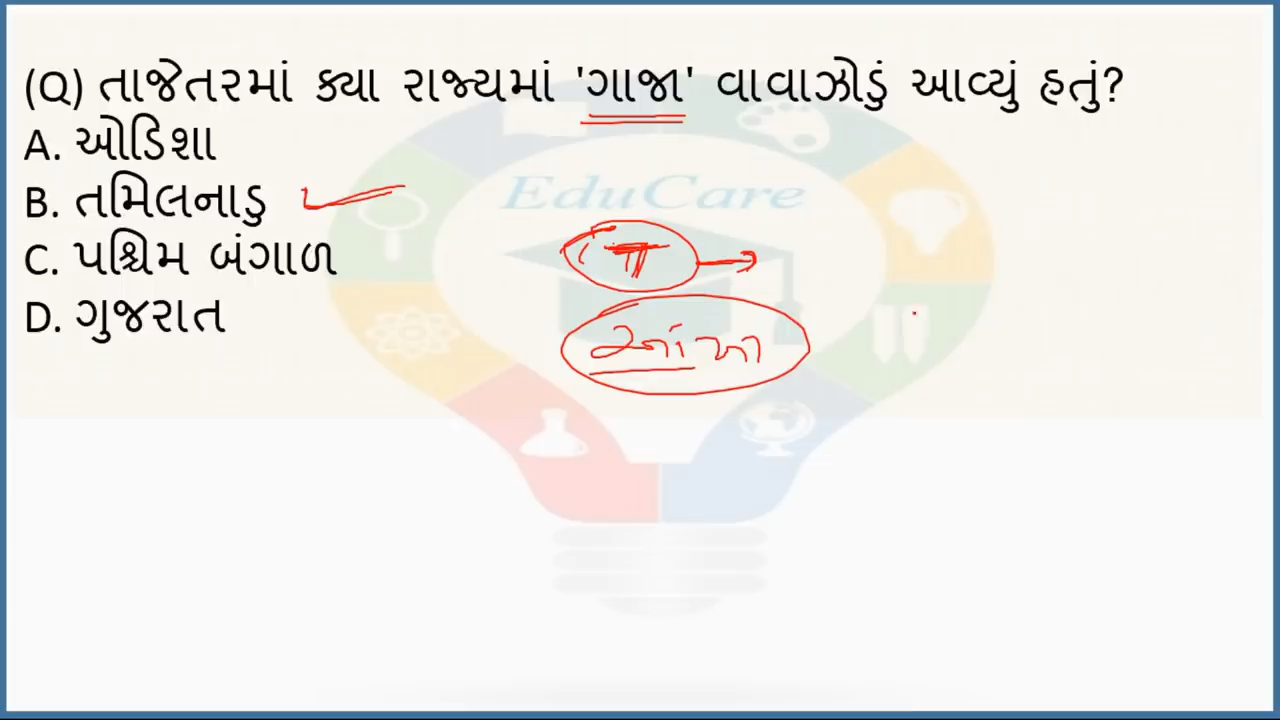 (Q) તાજેતરમાં ક્યા રાજ્યમાં 'ગાજા' વાવાઝોડું આવ્યું હતું?
A. ઓડિશા
B. તમિલનાડુ
C. પશ્ચિમ બંગાળ
D. ગુજરાત
EduCare